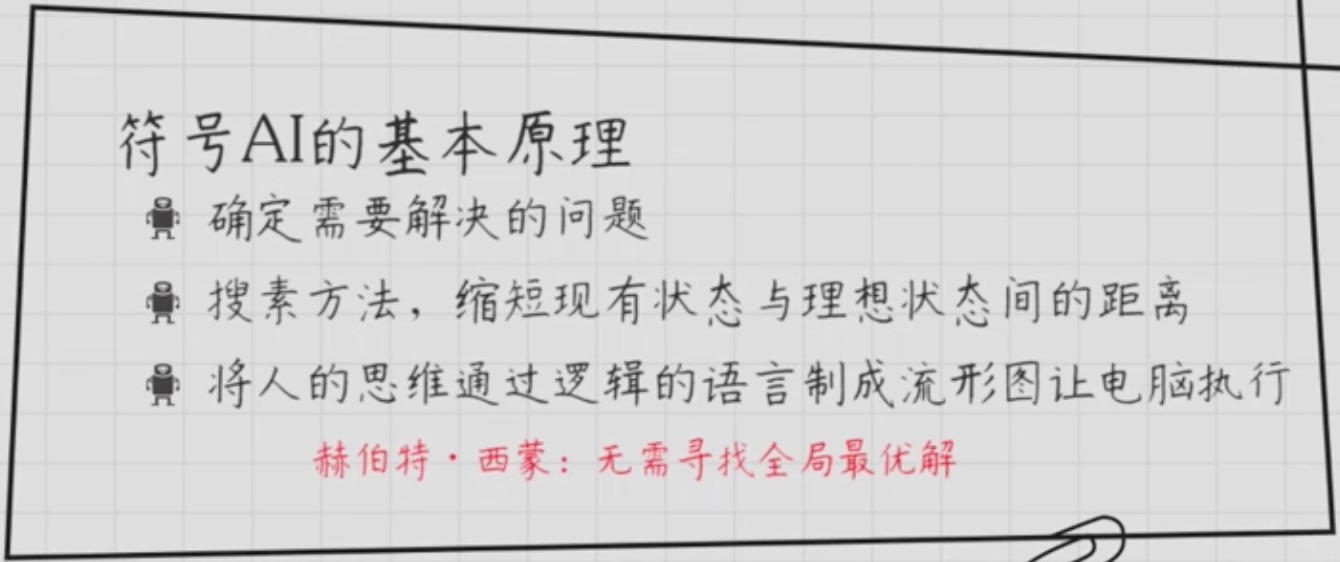 符号AI的基本原理
确定需要解决的问题
搜素方法，缩短现有状态与理想状态间的距离
将人的思维通过逻辑的语言制成流形图让电脑执行
赫伯特·西蒙：无需寻找全局最优解